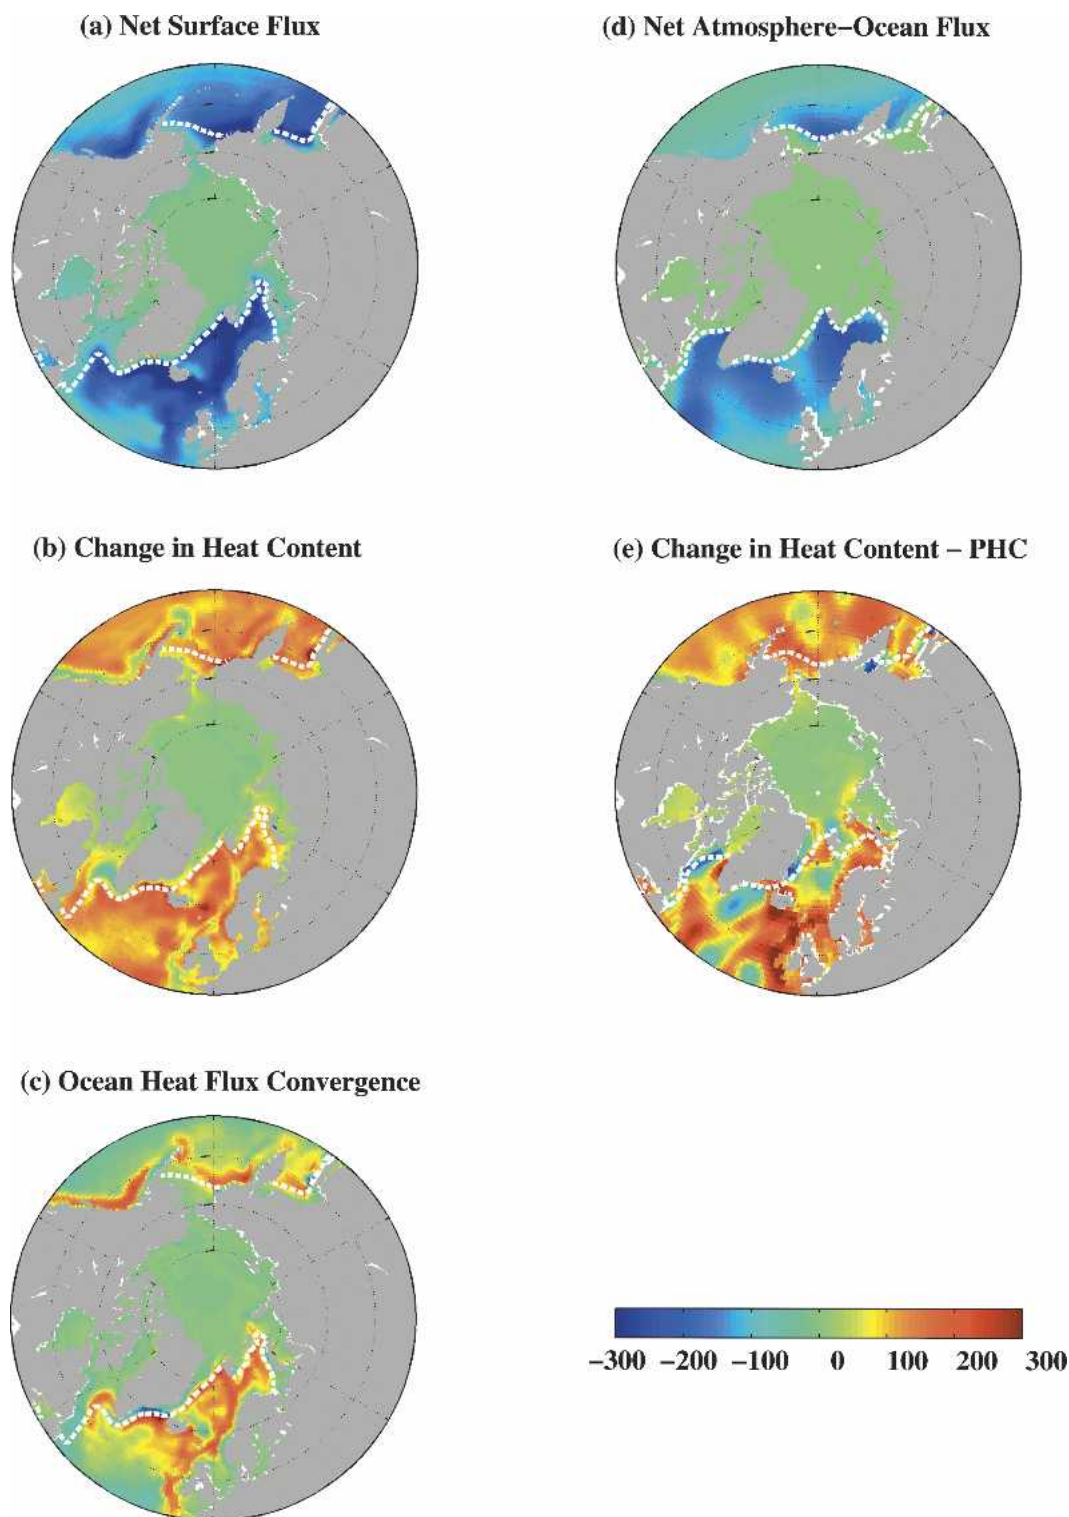 (a) Net Surface Flux
(d) Net Atmosphere–Ocean Flux
(b) Change in Heat Content
(e) Change in Heat Content – PHC
(c) Ocean Heat Flux Convergence
−300 −200 −100 0 100 200 300